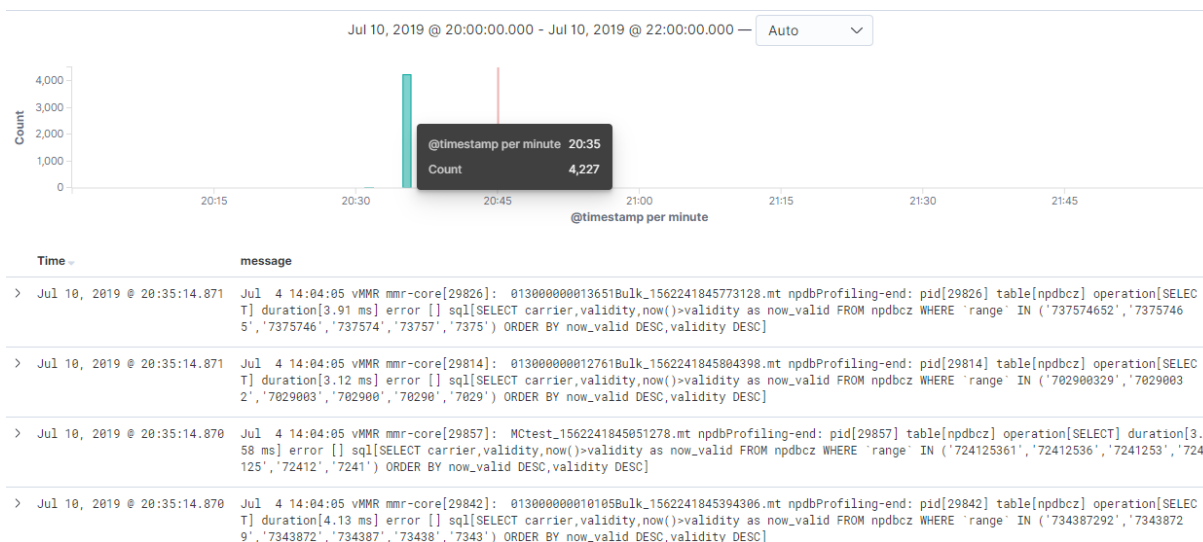 Jul 10, 2019 @ 20:00:00.000 - Jul 10, 2019 @ 22:00:00.000 — Auto
4,000
3,000
2,000
1,000
0
Count
@timestamp per minute 20:35
Count 4,227
20:15 20:30 20:45 21:00 21:15 21:30 21:45
@timestamp per minute
Time message
Jul 10, 2019 @ 20:35:14.871 Jul  4 14:04:05 vMMR mmr-core[29826]:  013000000013651Bulk_1562241845773128.mt npdbProfiling-end: pid[29826] table[npdbcz] operation[SELEC
T] duration[3.91 ms] error [] sql[SELECT carrier,validity,now()>validity as now_valid FROM npdbcz WHERE `range` IN ('737574652','7375746
5','7375746','737574','73757','7375') ORDER BY now_valid DESC,validity DESC]
Jul 10, 2019 @ 20:35:14.871 Jul  4 14:04:05 vMMR mmr-core[29814]:  013000000012761Bulk_1562241845804398.mt npdbProfiling-end: pid[29814] table[npdbcz] operation[SELEC
T] duration[3.12 ms] error [] sql[SELECT carrier,validity,now()>validity as now_valid FROM npdbcz WHERE `range` IN ('702900329','7029003
2','7029003','702900','70290','7029') ORDER BY now_valid DESC,validity DESC]
Jul 10, 2019 @ 20:35:14.870 Jul  4 14:04:05 vMMR mmr-core[29857]:  MCtest_1562241845051278.mt npdbProfiling-end: pid[29857] table[npdbcz] operation[SELECT] duration[3.
58 ms] error [] sql[SELECT carrier,validity,now()>validity as now_valid FROM npdbcz WHERE `range` IN ('724125361','72412536','7241253','724
125','72412','7241') ORDER BY now_valid DESC,validity DESC]
Jul 10, 2019 @ 20:35:14.870 Jul  4 14:04:05 vMMR mmr-core[29842]:  013000000010105Bulk_1562241845394306.mt npdbProfiling-end: pid[29842] table[npdbcz] operation[SELEC
T] duration[4.13 ms] error [] sql[SELECT carrier,validity,now()>validity as now_valid FROM npdbcz WHERE `range` IN ('734387292','7343872
9','7343872','734387','73438','7343') ORDER BY now_valid DESC,validity DESC]